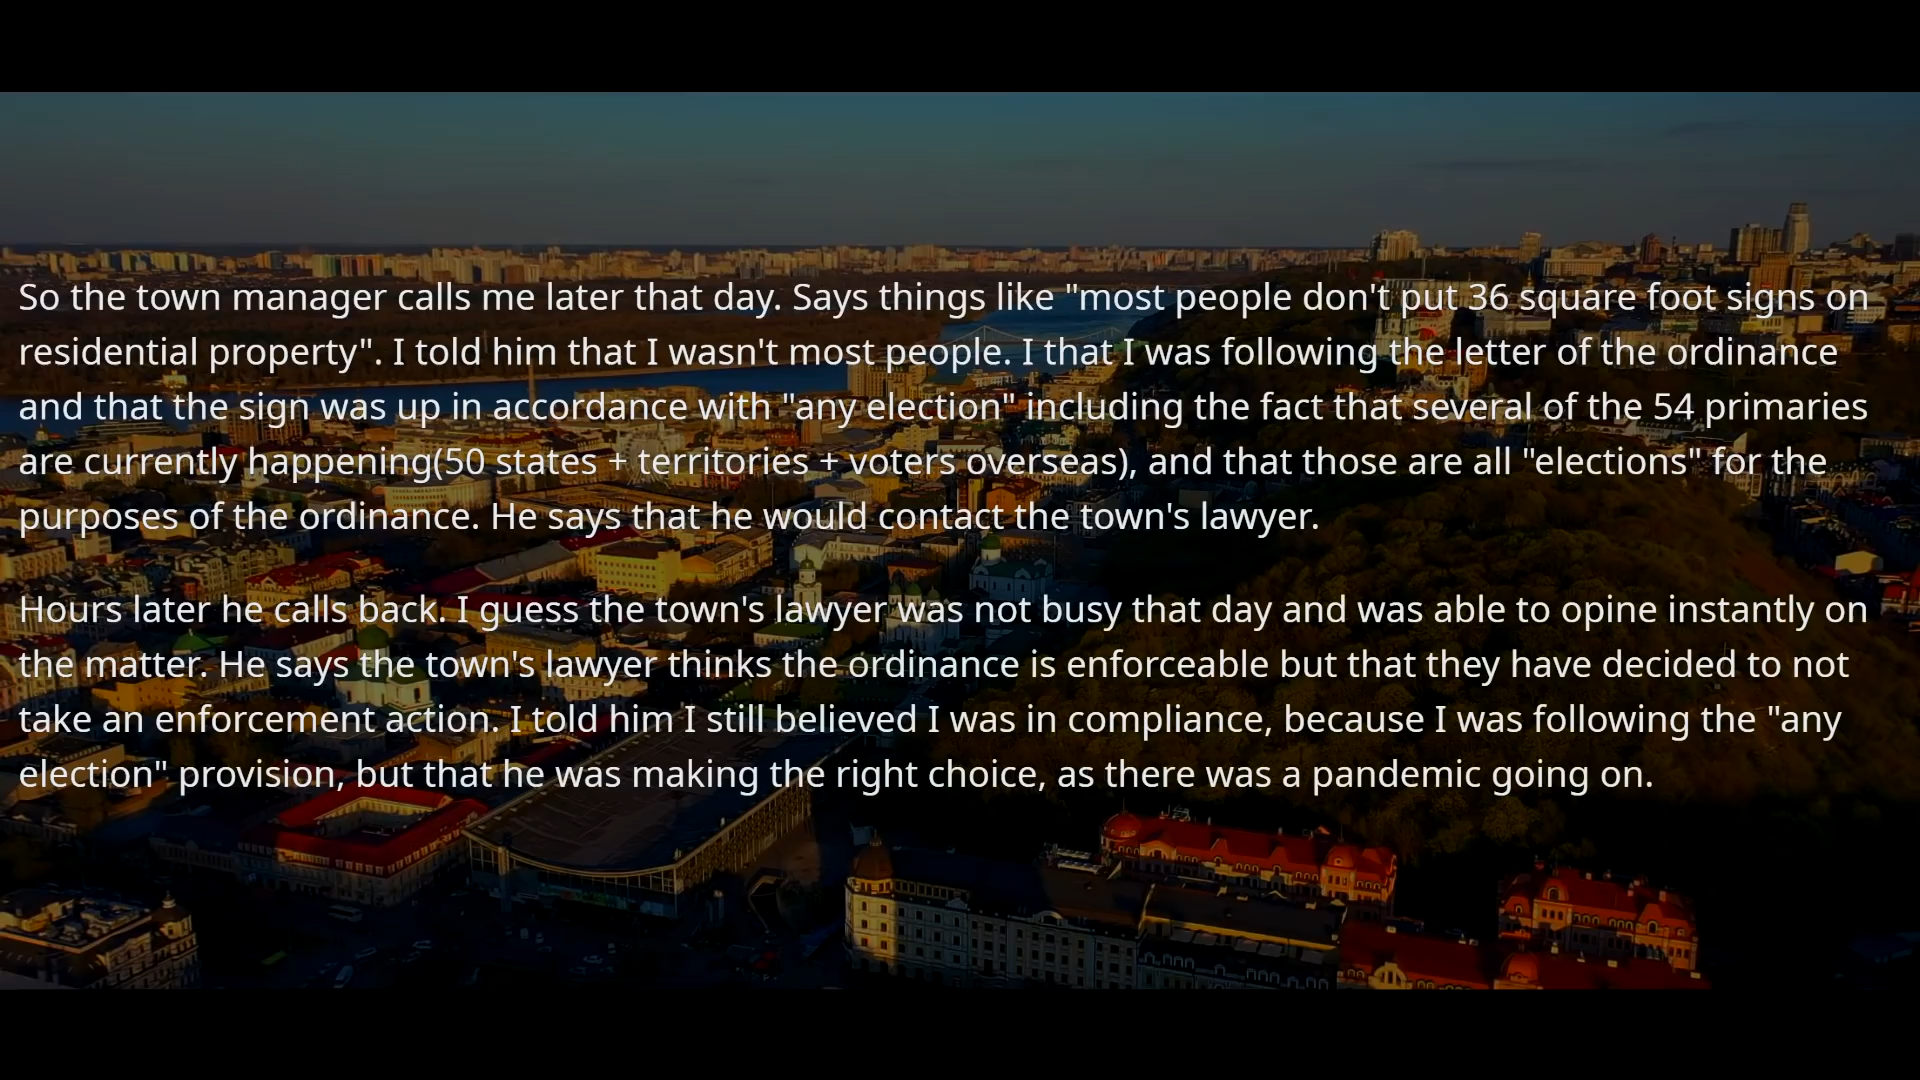 So the town manager calls me later that day. Says things like "most people don't put 36 square foot signs on
residential property". I told him that I wasn't most people. I that I was following the letter of the ordinance
and that the sign was up in accordance with "any election" including the fact that several of the 54 primaries
are currently happening(50 states + territories + voters overseas), and that those are all "elections" for the
purposes of the ordinance. He says that he would contact the town's lawyer.
Hours later he calls back. I guess the town's lawyer was not busy that day and was able to opine instantly on
the matter. He says the town's lawyer thinks the ordinance is enforceable but that they have decided to not
take an enforcement action. I told him I still believed I was in compliance, because I was following the "any
election" provision, but that he was making the right choice, as there was a pandemic going on.